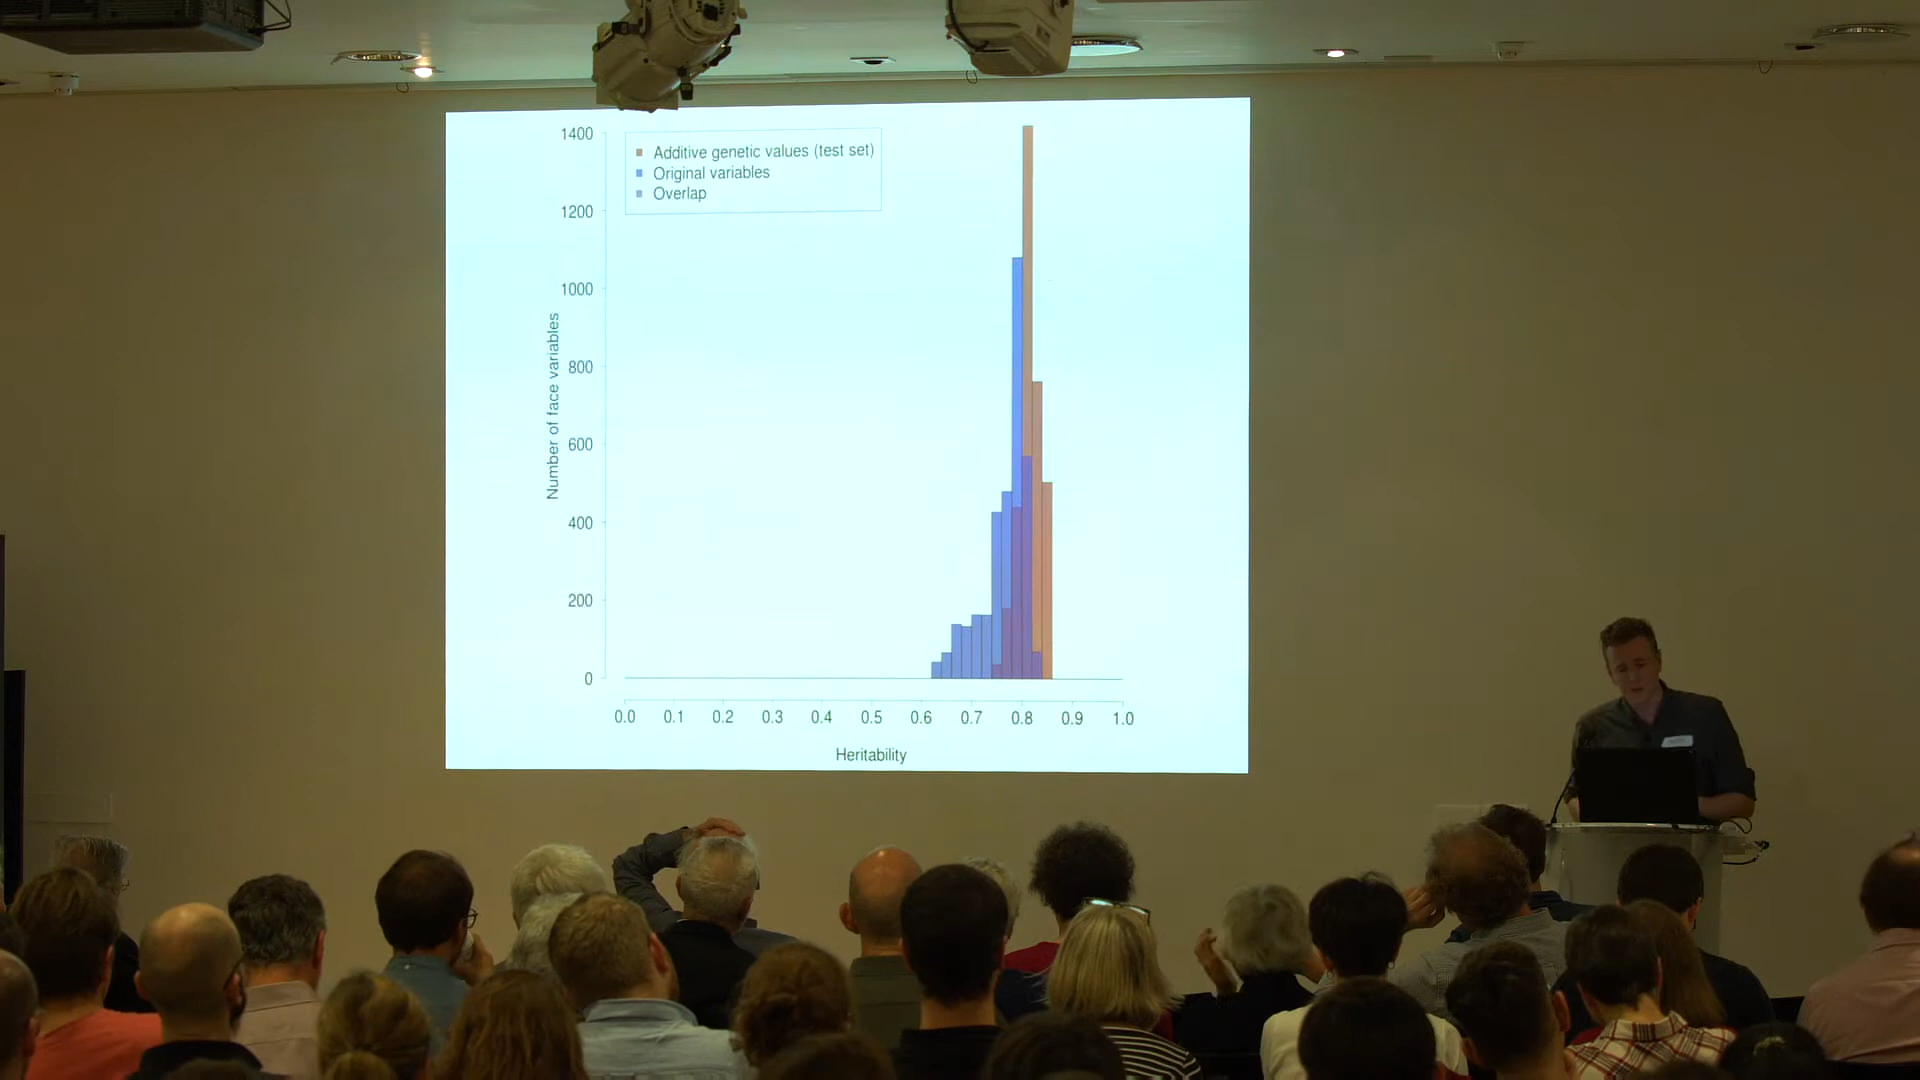 1400
1200
1000
800
600
400
200
0
Number of face variables
Additive genetic values (test set)
Original variables
Overlap
0.0 0.1 0.2 0.3 0.4 0.5 0.6 0.7 0.8 0.9 1.0
Heritability